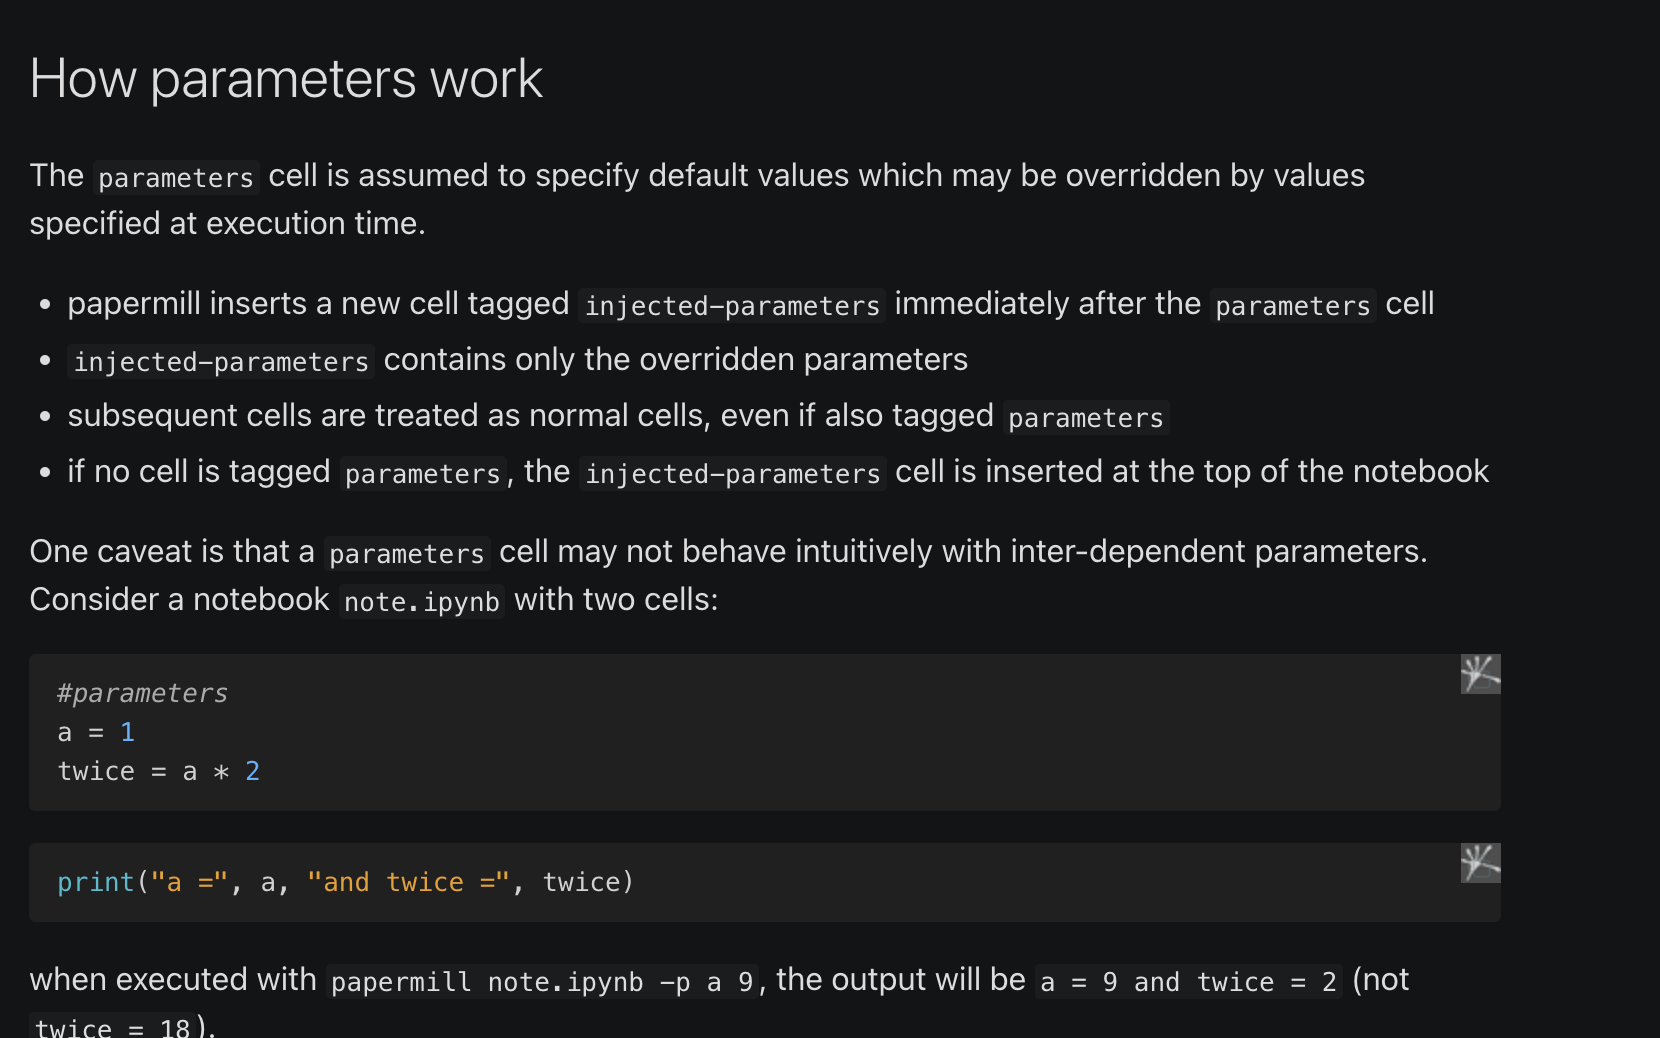 How parameters work
The parameters cell is assumed to specify default values which may be overridden by values
specified at execution time.
• papermill inserts a new cell tagged injected-parameters immediately after the parameters cell
• injected-parameters contains only the overridden parameters
• subsequent cells are treated as normal cells, even if also tagged parameters
• if no cell is tagged parameters, the injected-parameters cell is inserted at the top of the notebook
One caveat is that a parameters cell may not behave intuitively with inter-dependent parameters.
Consider a notebook note.ipynb with two cells:
#parameters
a = 1
twice = a * 2
print("a =", a, "and twice =", twice)
when executed with papermill note.ipynb -p a 9, the output will be a = 9 and twice = 2 (not
twice = 18).